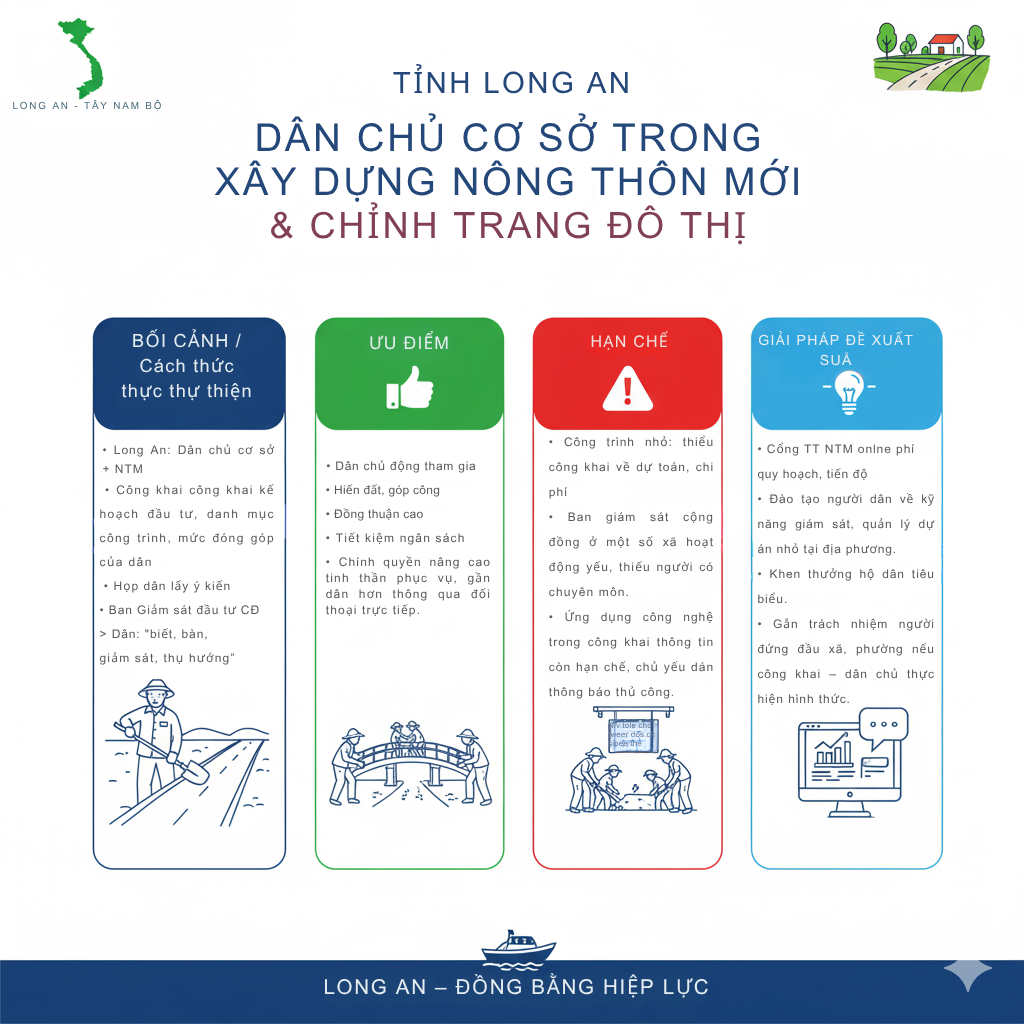 LONG AN - TÂY NAM BỘ
TỈNH LONG AN
DÂN CHỦ CƠ SỞ TRONG
XÂY DỰNG NÔNG THÔN MỚI
& CHỈNH TRANG ĐÔ THỊ
BỐI CẢNH /
Cách thức
thực thự thiện
• Long An: Dân chủ cơ sở
+ NTM
• Công khai công khai kế
hoạch đầu tư, danh mục
công trình, mức đóng góp
của dân
• Họp dân lấy ý kiến
• Ban Giám sát đầu tư CĐ
> Dân: "biết, bàn,
giám sát, thụ hướng"
ƯU ĐIỂM
• Dân chủ động tham gia
• Hiến đất, góp công
• Đồng thuận cao
• Tiết kiệm ngân sách
• Chính quyền nâng cao
tinh thần phục vụ, gần
dân hơn thông qua đối
thoại trực tiếp.
HẠN CHẾ
• Công trình nhỏ: thiếu
công khai về dự toán, chi
phí
• Ban giám sát cộng
đồng ở một số xã hoạt
động yếu, thiếu người có
chuyên môn.
• Ứng dụng công nghệ
trong công khai thông tin
còn hạn chế, chủ yếu dán
thông báo thủ công.
GIẢI PHÁP ĐỀ XUẤT
SUẢ
• Cổng TT NTM onlne phí
quy hoạch, tiến độ
• Đào tạo người dân về kỹ
năng giám sát, quản lý dự
án nhỏ tại địa phương.
• Khen thưởng hộ dân tiêu
biểu.
• Gắn trách nhiệm người
đứng đầu xã, phường nếu
công khai – dân chủ thực
hiện hình thức.
LONG AN – ĐỒNG BẰNG HIỆP LỰC